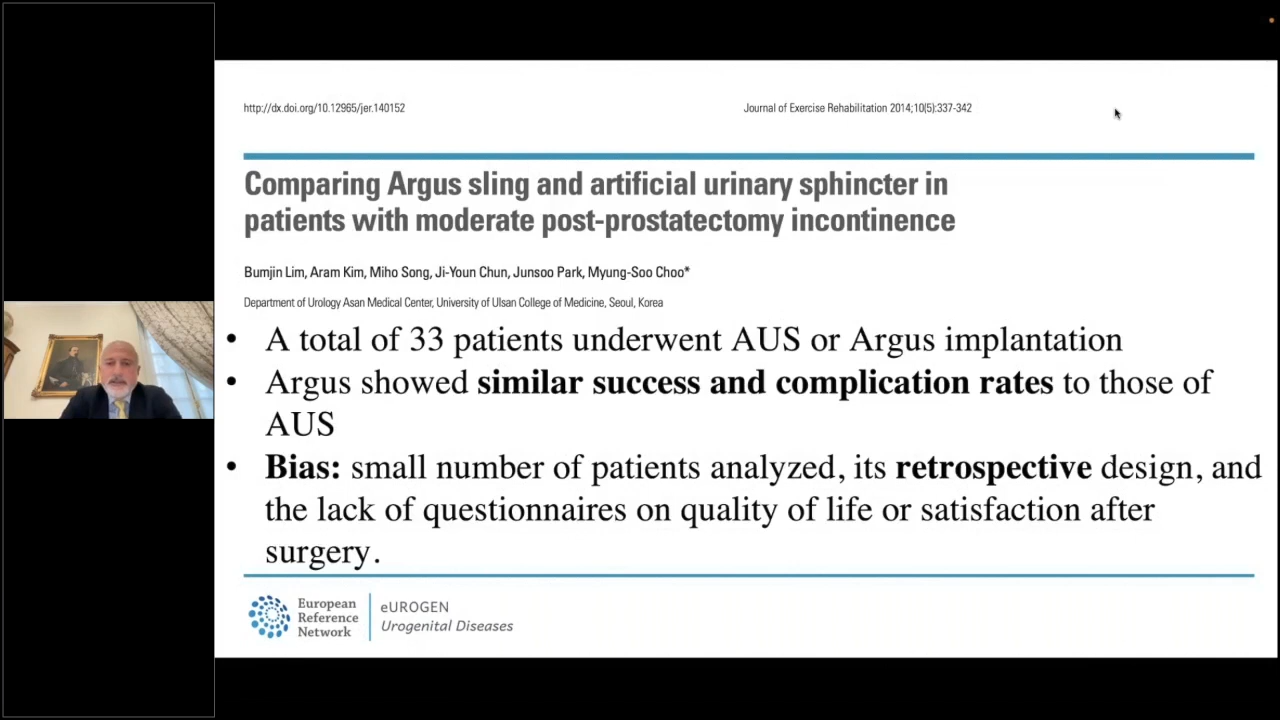 http://dx.doi.org/10.12965/jer.140152
Journal of Exercise Rehabilitation 2014;10(5):337-342
Comparing Argus sling and artificial urinary sphincter in
patients with moderate post-prostatectomy incontinence
Bumjin Lim, Aram Kim, Miho Song, Ji-Youn Chun, Junsoo Park, Myung-Soo Choo*
Department of Urology Asan Medical Center, University of Ulsan College of Medicine, Seoul, Korea
• A total of 33 patients underwent AUS or Argus implantation
• Argus showed similar success and complication rates to those of
AUS
• Bias: small number of patients analyzed, its retrospective design, and
the lack of questionnaires on quality of life or satisfaction after
surgery.
European
Reference
Network
eUROGEN
Urogenital Diseases